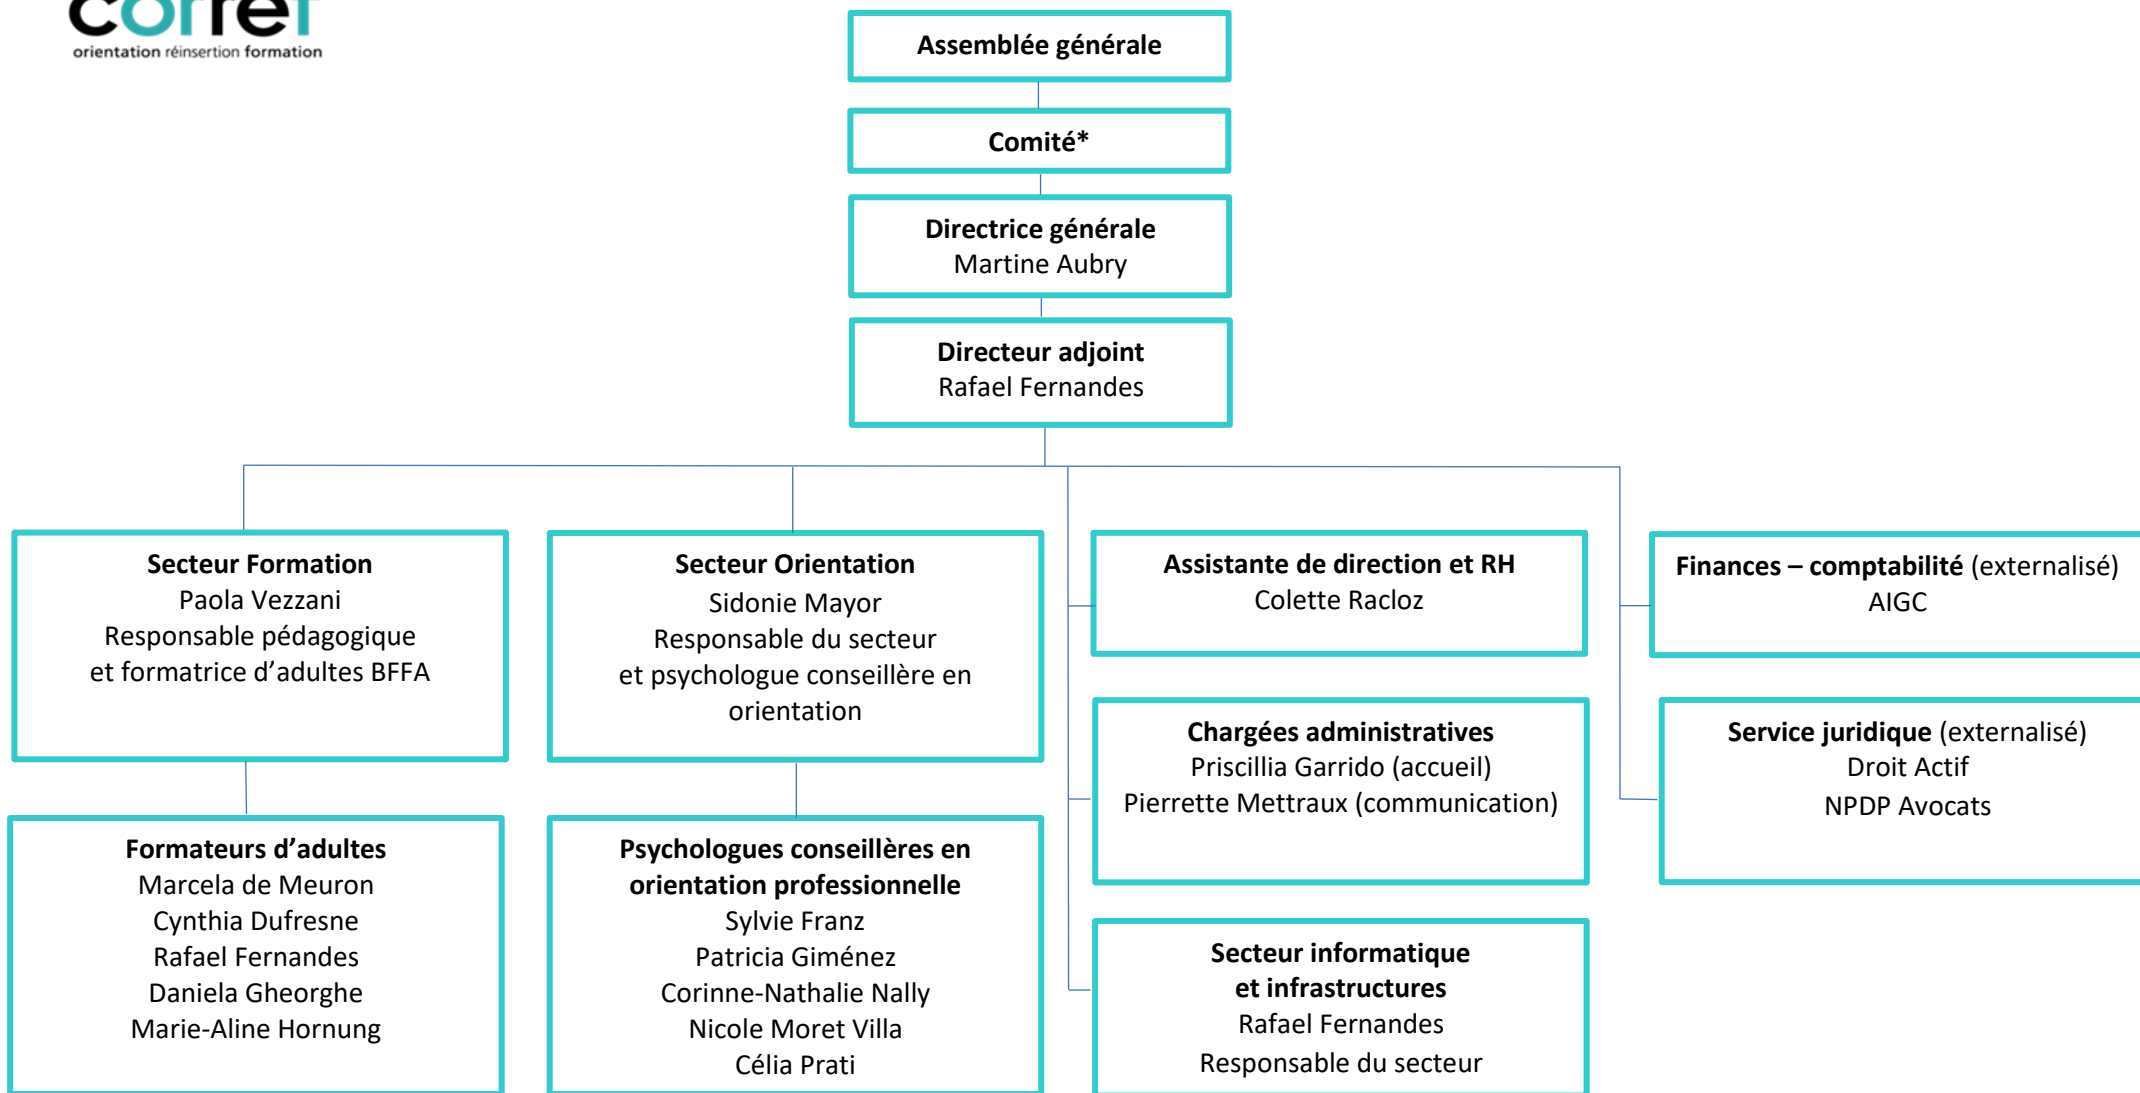 corref
orientation réinsertion formation
Assemblée générale
Comité*
Directrice générale
Martine Aubry
Directeur adjoint
Rafael Fernandes
Secteur Formation
Paola Vezzani
Responsable pédagogique
et formatrice d’adultes BFFA
Secteur Orientation
Sidonie Mayor
Responsable du secteur
et psychologue conseillère en
orientation
Assistante de direction et RH
Colette Racloz
Finances – comptabilité (externalisé)
AIGC
Chargées administratives
Priscillia Garrido (accueil)
Pierrette Mettraux (communication)
Service juridique (externalisé)
Droit Actif
NPDP Avocats
Formateurs d’adultes
Marcela de Meuron
Cynthia Dufresne
Rafael Fernandes
Daniela Gheorghe
Marie-Aline Hornung
Psychologues conseillères en
orientation professionnelle
Sylvie Franz
Patricia Giménez
Corinne-Nathalie Nally
Nicole Moret Villa
Célia Prati
Secteur informatique
et infrastructures
Rafael Fernandes
Responsable du secteur